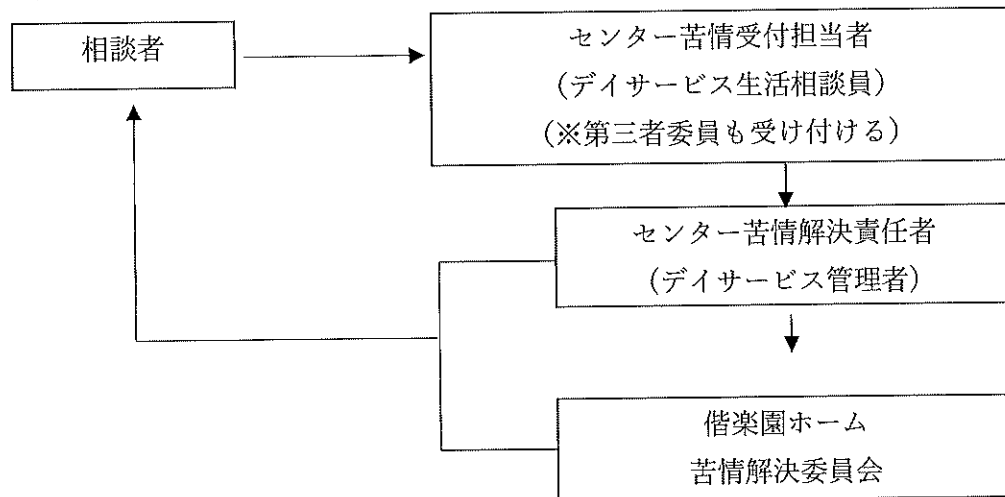 相談者
センター苦情受付担当者
(デイサービス生活相談員)
(※第三者委員も受け付ける)
センター苦情解決責任者
(デイサービス管理者)
偕楽園ホーム
苦情解決委員会